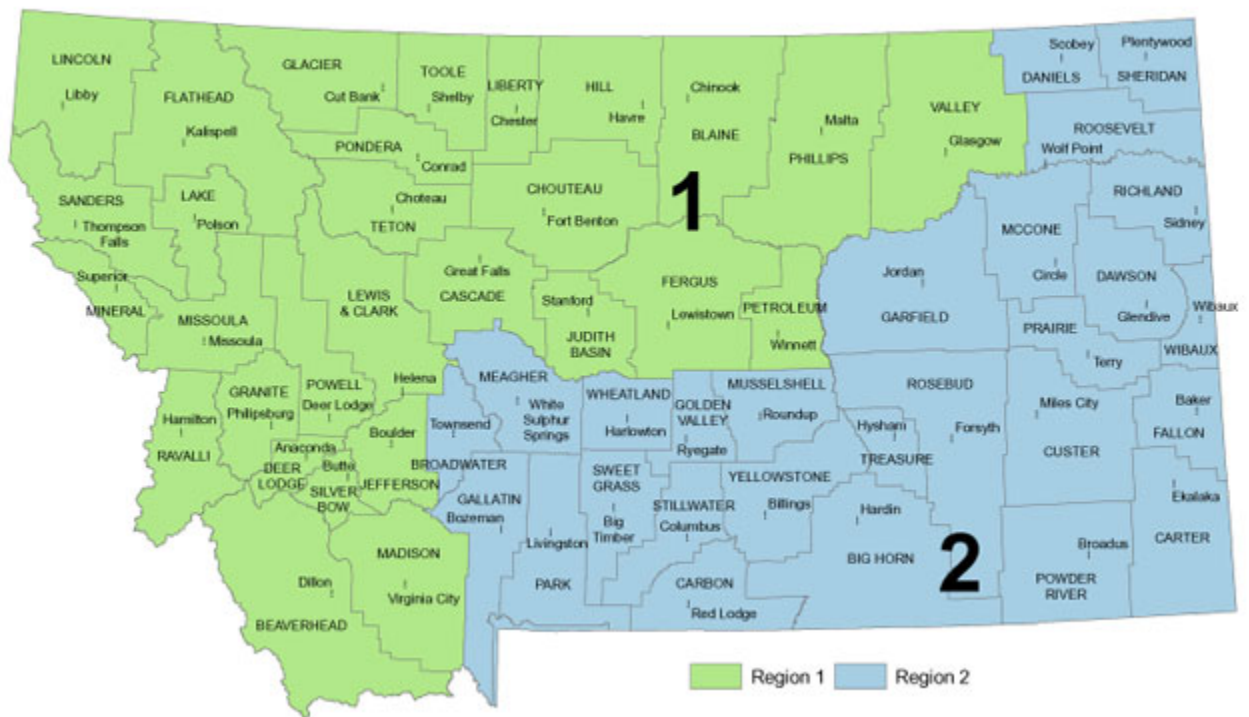 LINCOLN
Libby
FLATHEAD
Kalispell
GLACIER
Cut Bank
TOOLE
Shelby
LIBERTY
Chester
HILL
Havre
Chinook
BLAINE
Malta
PHILLIPS
VALLEY
Glasgow
Scobey
DANIELS
Plentywood
SHERIDAN
ROOSEVELT
Wolf Point
PONDERA
Conrad
SANDERS
Thompson
Falls
LAKE
Polson
Choteau
TETON
CHOUTEAU
Fort Benton
1
RICHLAND
Sidney
MCCONE
Circle
DAWSON
Glendive
Wibaux
WIBAUX
Superior
MINERAL
MISSOULA
Missoula
LEWIS
& CLARK
Helena
Great Falls
CASCADE
Stanford
JUDITH
BASIN
FERGUS
Lewistown
PETROLEUM
Winnett
Jordan
GARFIELD
PRAIRIE
Terry
GRANITE
Philipsburg
POWELL
Deer Lodge
Hamilton
RAVALLI
Anaconda
DEER
LODGE
Butte
SILVER
BOW
Boulder
JEFFERSON
Townsend
BROADWATER
MEAGHER
White
Sulphur
Springs
WHEATLAND
Harlowton
GOLDEN
VALLEY
Ryegate
MUSSELSHELL
Roundup
ROSEBUD
Forsyth
Hysham
TREASURE
Miles City
CUSTER
Baker
FALLON
Ekalaka
CARTER
GALLATIN
Bozeman
Livingston
PARK
SWEET
GRASS
Big
Timber
STILLWATER
Columbus
YELLOWSTONE
Billings
Hardin
BIG HORN
2
Broadus
POWDER
RIVER
CARBON
Red Lodge
MADISON
Virginia City
Dillon
BEAVERHEAD
Region 1
Region 2